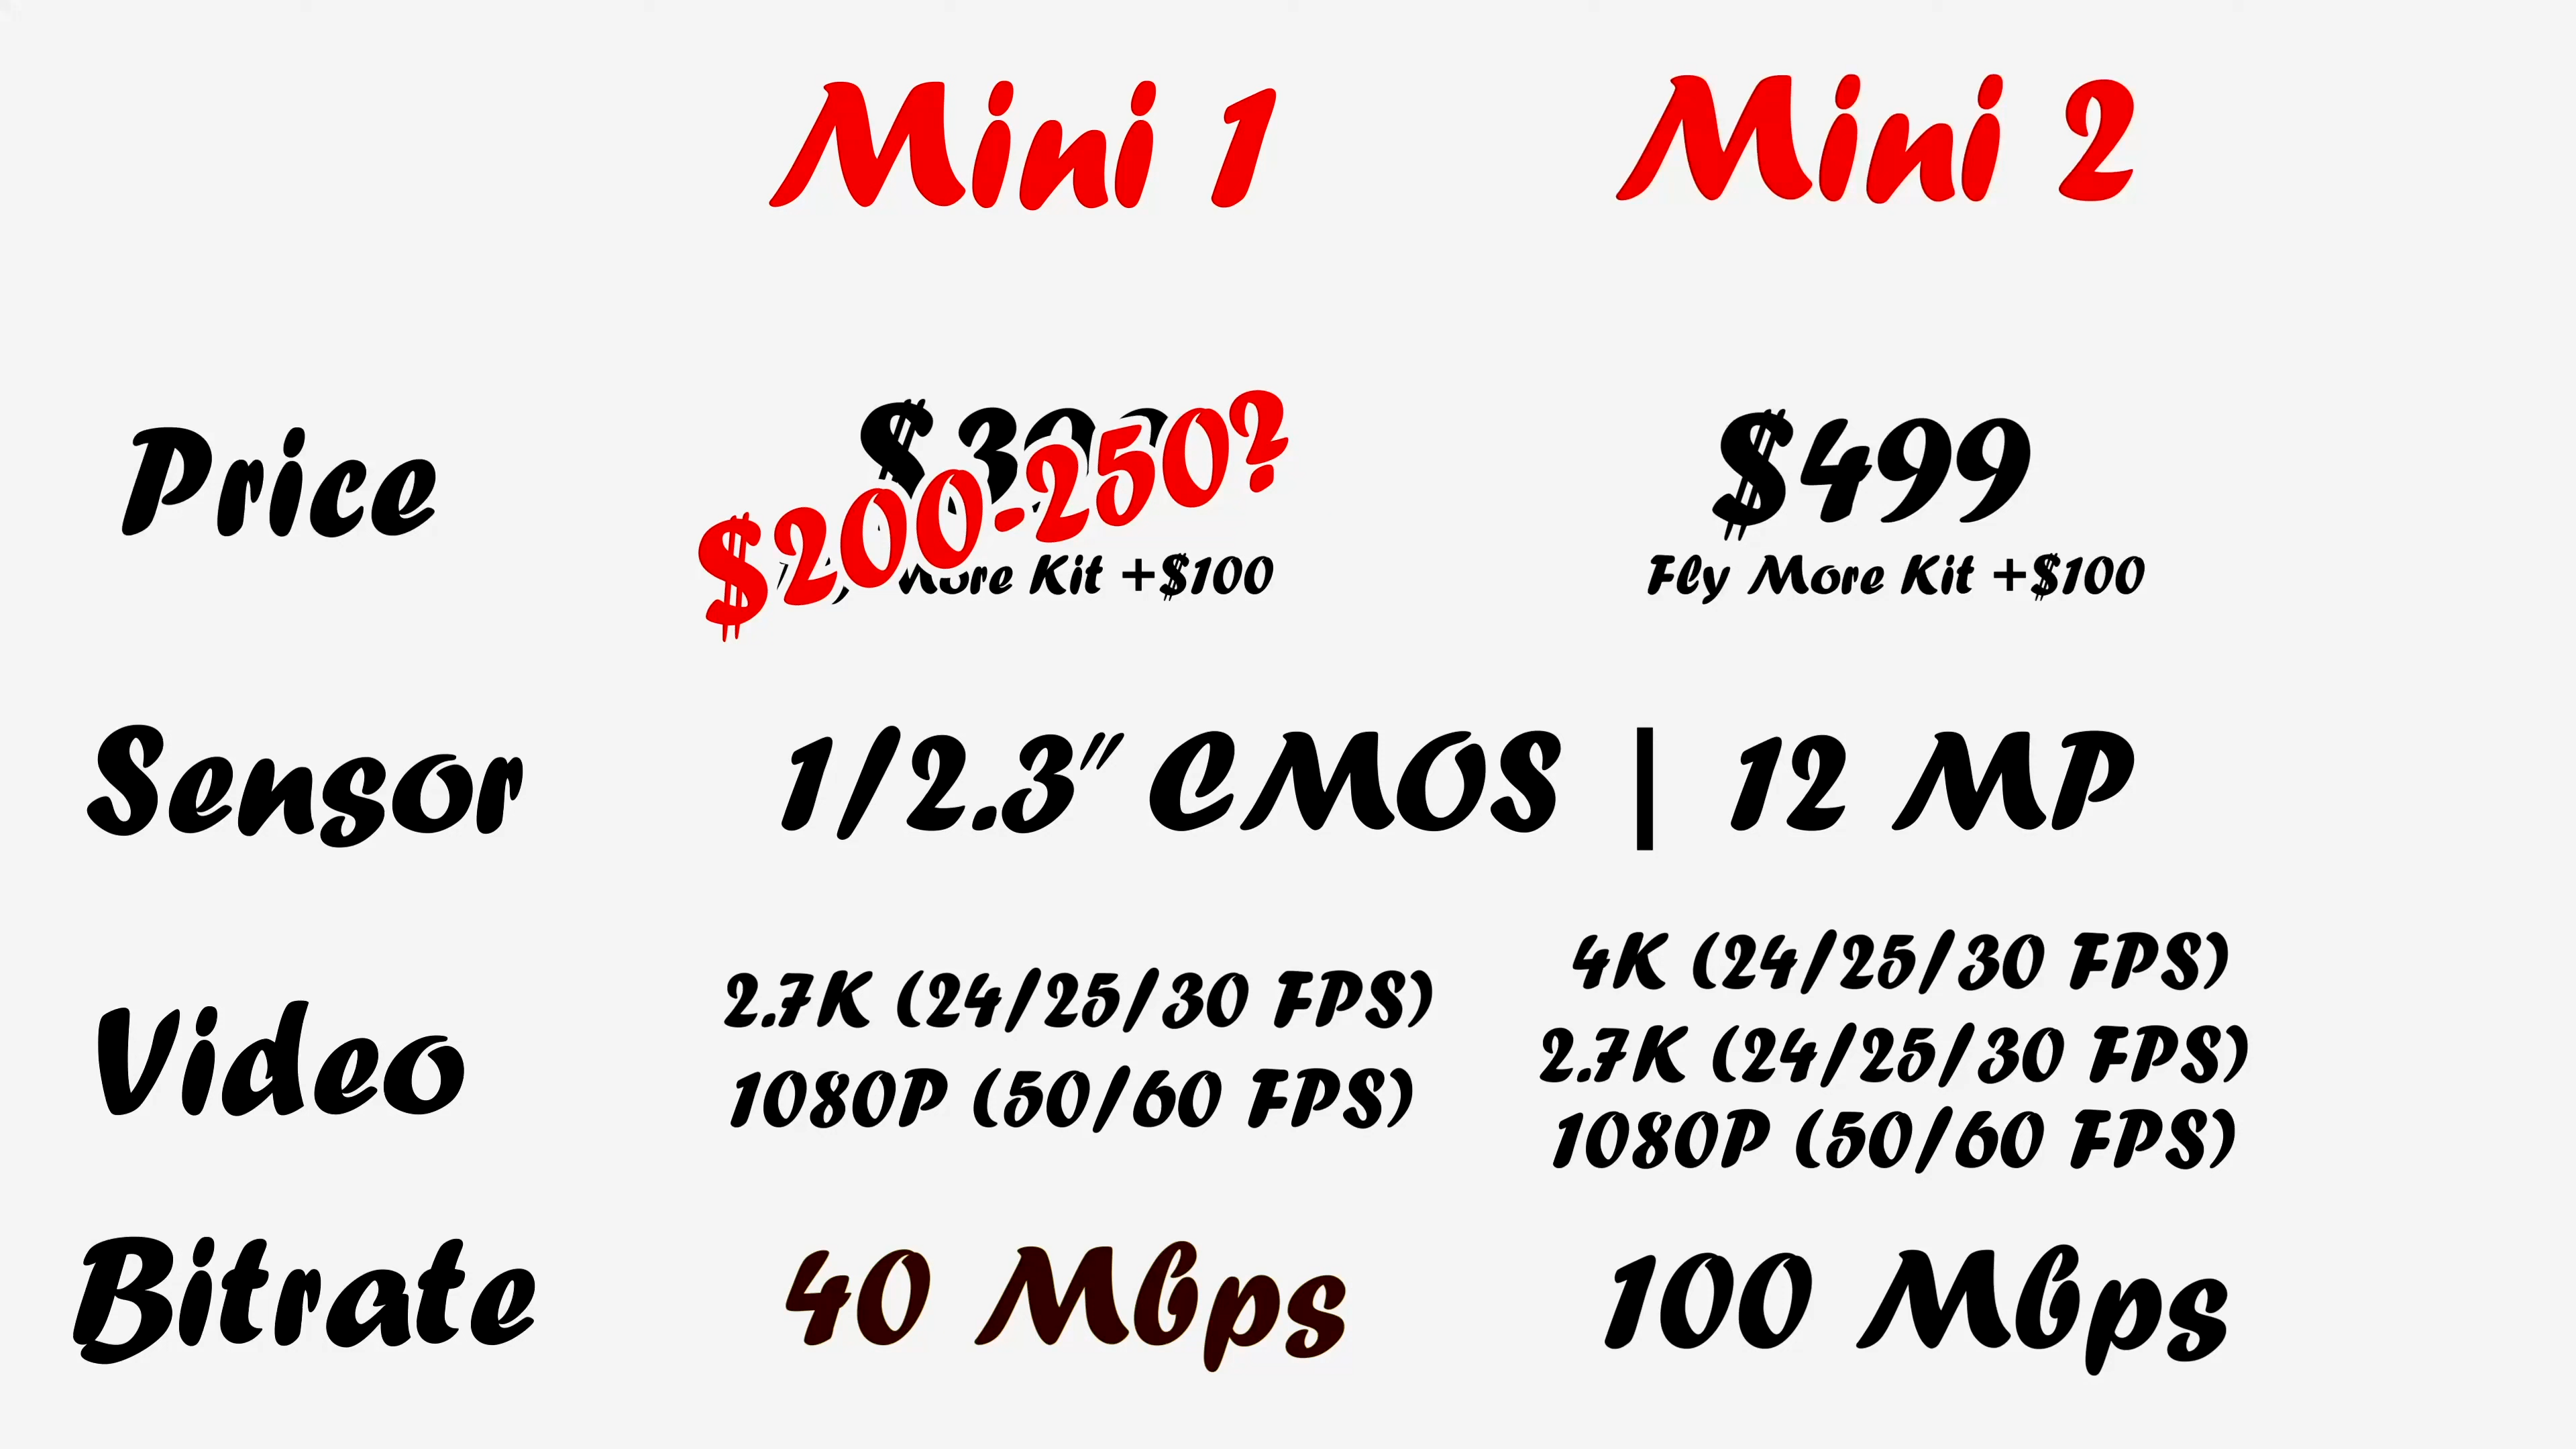 Mini 1 Mini 2
Price $200-250? $499
More Kit +$100 Fly More Kit +$100
Sensor 1/2.3" CMOS | 12 MP
4K (24/25/30 FPS)
2.7K (24/25/30 FPS) 2.7K (24/25/30 FPS)
Video
1080P (50/60 FPS) 1080P (50/60 FPS)
Bitrate 40 Mbps 100 Mbps